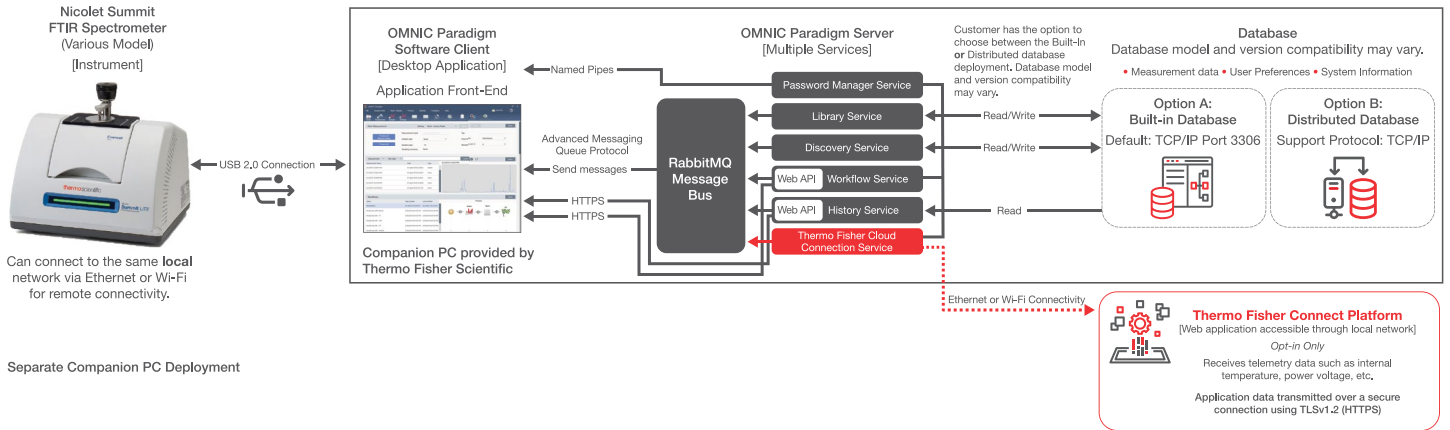 Nicolet Summit
FTIR Spectrometer
(Various Model)
[Instrument]
thermoscientific
Summit LITE
Can connect to the same local
network via Ethernet or Wi-Fi
for remote connectivity.
Separate Companion PC Deployment
USB 2.0 Connection
OMNIC Paradigm
Software Client
[Desktop Application]
Application Front-End
Companion PC provided by
Thermo Fisher Scientific
Named Pipes
Advanced Messaging
Queue Protocol
Send messages
HTTPS
HTTPS
OMNIC Paradigm Server
[Multiple Services]
RabbitMQ
Message
Bus
Password Manager Service
Library Service
Discovery Service
Web API
Workflow Service
Web API
History Service
Thermo Fisher Cloud
Connection Service
Customer has the option to
choose between the Built-In
or Distributed database
deployment. Database model
and version compatibility
may vary.
Read/Write
Read/Write
Read
Database
Database model and version compatibility may vary.
• Measurement data • User Preferences • System Information
Option A:
Built-in Database
Default: TCP/IP Port 3306
Option B:
Distributed Database
Support Protocol: TCP/IP
Ethernet or Wi-Fi Connectivity
Thermo Fisher Connect Platform
[Web application accessible through local network]
Opt-in Only
Receives telemetry data such as internal
temperature, power voltage, etc.
Application data transmitted over a secure
connection using TLSv1.2 (HTTPS)